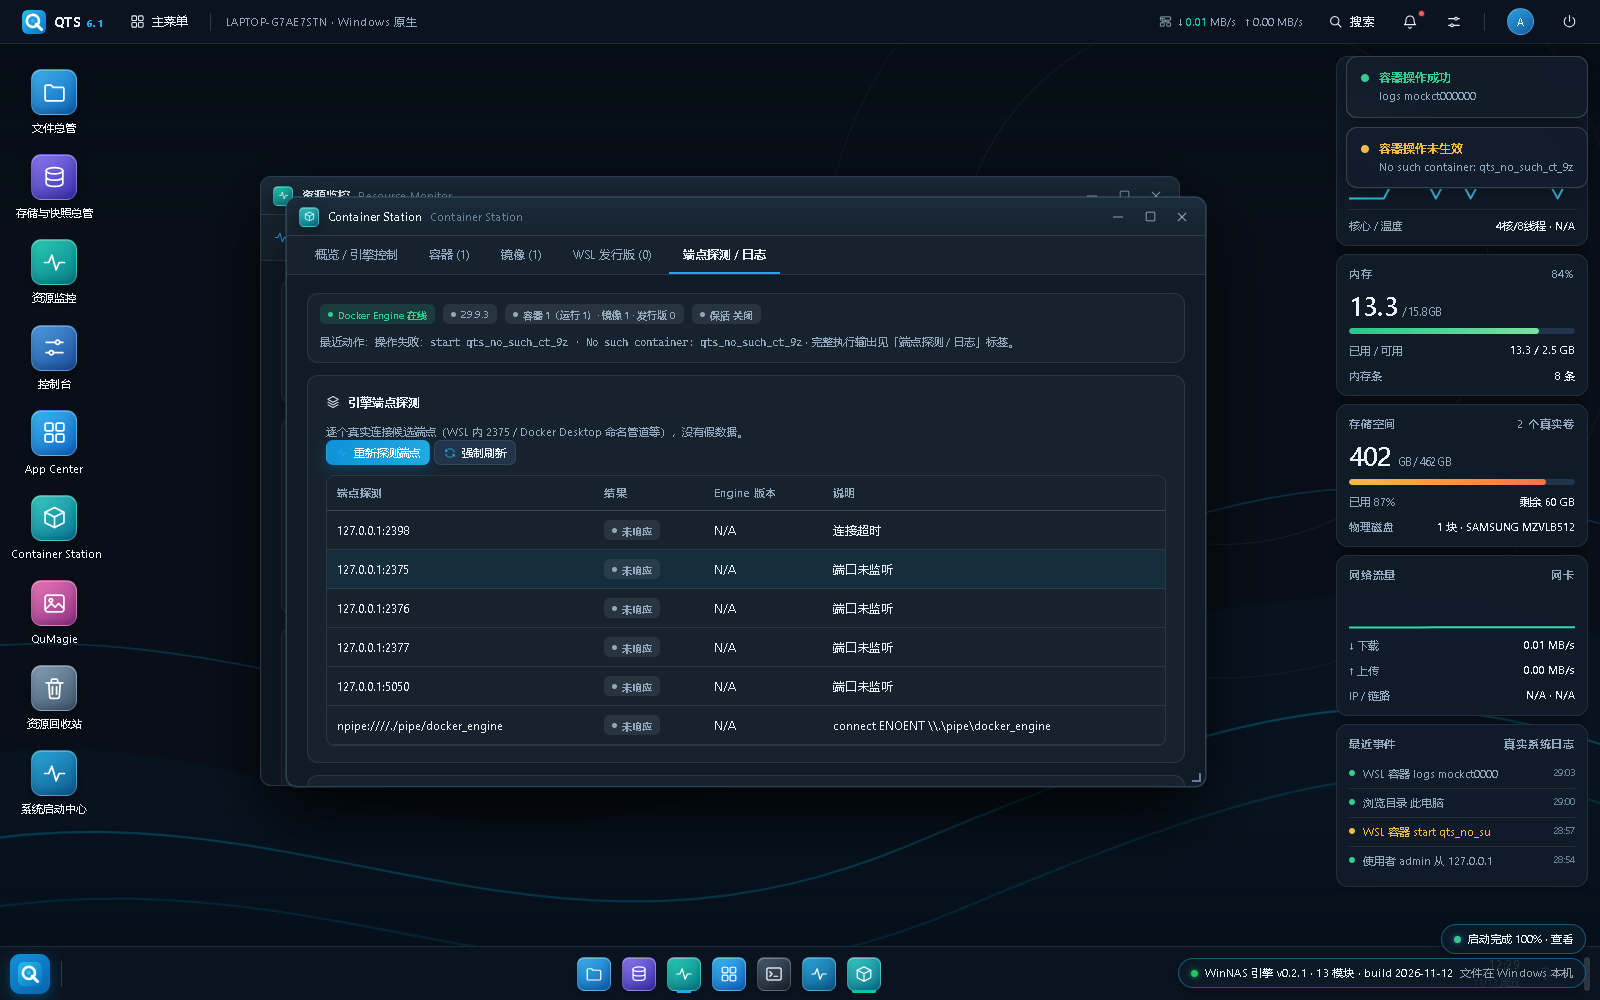 QTS 6.1
主菜单
LAPTOP-G7AE7STN · Windows 原生
↓ 0.01 MB/s ↑ 0.00 MB/s
搜索
A
文件总管
存储与快照总管
资源监控
控制台
App Center
Container Station
QuMagie
资源回收站
系统启动中心
资源监控 Resource Monitor
Container Station Container Station
概览 / 引擎控制
容器 (1)
镜像 (1)
WSL 发行版 (0)
端点探测 / 日志
Docker Engine 在线
29.9.3
容器 1（运行 1）· 镜像 1 · 发行版 0
保活 关闭
最近动作: 操作失败: start qts_no_such_ct_9z · No such container: qts_no_such_ct_9z · 完整执行输出见「端点探测 / 日志」标签。
引擎端点探测
逐个真实连接候选端点（WSL 内 2375 / Docker Desktop 命名管道等），没有假数据。
重新探测端点
强制刷新
端点探测 结果 Engine 版本 说明
127.0.0.1:2398 未响应 N/A 连接超时
127.0.0.1:2375 未响应 N/A 端口未监听
127.0.0.1:2376 未响应 N/A 端口未监听
127.0.0.1:2377 未响应 N/A 端口未监听
127.0.0.1:5050 未响应 N/A 端口未监听
npipe:////./pipe/docker_engine 未响应 N/A connect ENOENT \\.\pipe\docker_engine
容器操作成功
logs mockct000000
容器操作未生效
No such container: qts_no_such_ct_9z
核心 / 温度 4核/8线程 · N/A
内存 84%
13.3 / 15.8GB
已用 / 可用 13.3 / 2.5 GB
内存条 8 条
存储空间 2 个真实卷
402 GB / 462GB
已用 87% 剩余 60 GB
物理磁盘 1 块 · SAMSUNG MZVLB512
网络流量 网卡
↓ 下载 0.01 MB/s
↑ 上传 0.00 MB/s
IP / 链路 N/A · N/A
最近事件 真实系统日志
WSL 容器 logs mockct0000 29:03
浏览目录 此电脑 29:00
WSL 容器 start qts_no_su 28:57
使用者 admin 从 127.0.0.1 28:54
启动完成 100% · 查看
WinNAS 引擎 v0.2.1 · 13 模块 · build 2026-11-12 文件在 Windows 本机